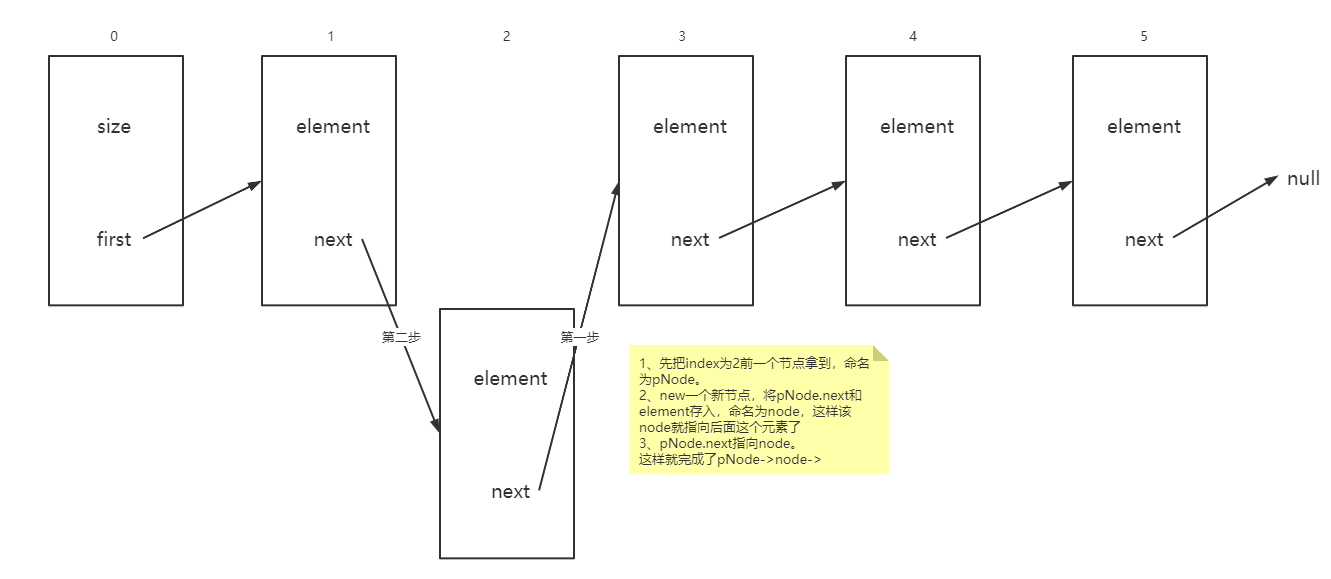 0 1 2 3 4 5
size element element element element
null
first next next next next
第二步 第一步
element
next
1、先把index为2前一个节点拿到，命名
为pNode。
2、new一个新节点，将pNode.next和
element存入，命名为node，这样该
node就指向后面这个元素了
3、pNode.next指向node。
这样就完成了pNode->node->